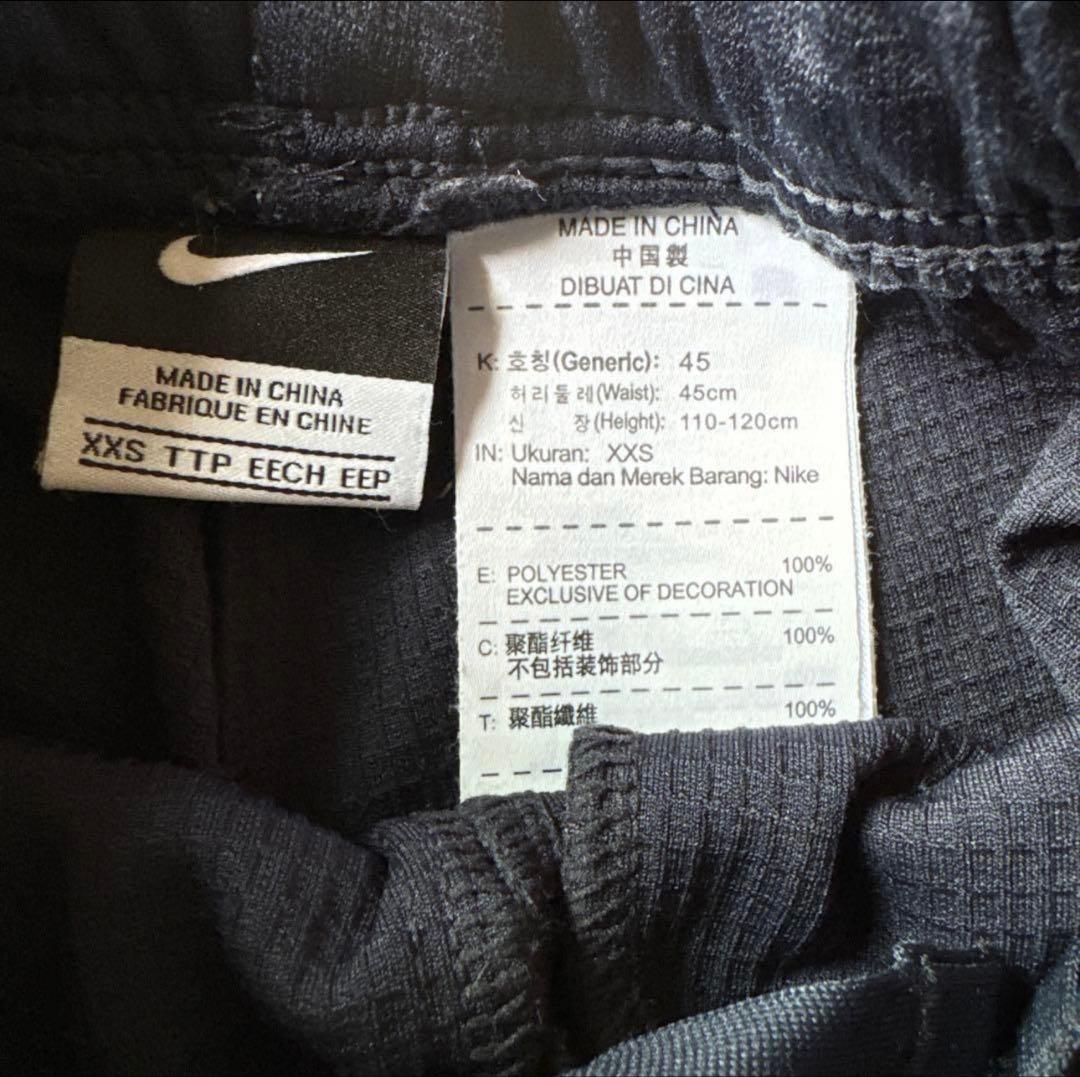 MADE IN CHINA
FABRIQUE EN CHINE
XXS TTP EECH EEP
MADE IN CHINA
中国製
DIBUAT DI CINA
K: 호칭(Generic): 45
허리둘레(Waist): 45cm
신 장(Height): 110-120cm
IN: Ukuran: XXS
Nama dan Merek Barang: Nike
E: POLYESTER 100%
EXCLUSIVE OF DECORATION
C: 聚酯纤维 100%
不包括装饰部分
T: 聚酯纖維 100%